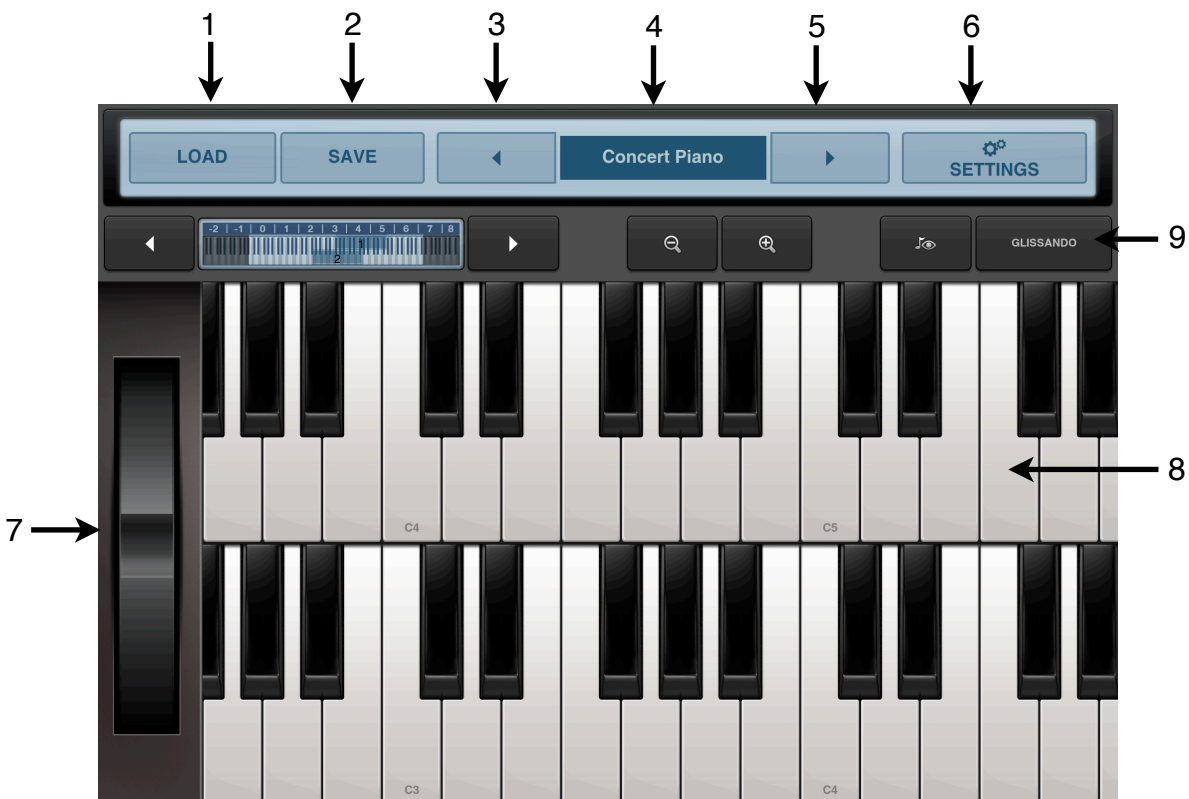 1 2 3 4 5 6
LOAD SAVE Concert Piano SETTINGS
-2 -1 0 1 2 3 4 5 6 7 8
1
2
GLISSANDO 9
8
C4 C5
7
C3 C4